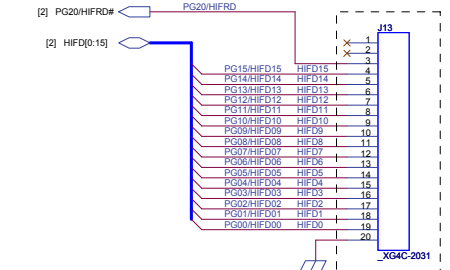 [2] PG20/HIFRD# PG20/HIFRD
J13
[2] HIFD[0:15]
1
2
3
PG15/HIFD15 HIFD15 4
PG14/HIFD14 HIFD14 5
PG13/HIFD13 HIFD13 6
PG12/HIFD12 HIFD12 7
PG11/HIFD11 HIFD11 8
PG10/HIFD10 HIFD10 9
PG09/HIFD09 HIFD9 10
PG08/HIFD08 HIFD8 11
PG07/HIFD07 HIFD7 12
PG06/HIFD06 HIFD6 13
PG05/HIFD05 HIFD5 14
PG04/HIFD04 HIFD4 15
PG03/HIFD03 HIFD3 16
PG02/HIFD02 HIFD2 17
PG01/HIFD01 HIFD1 18
PG00/HIFD00 HIFD0 19
20
_XG4C-2031